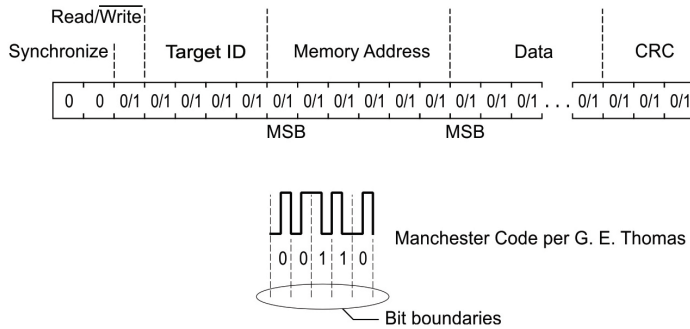 Read/Write
Synchronize Target ID Memory Address Data CRC
0 0 0/1 0/1 0/1 0/1 0/1 0/1 0/1 0/1 0/1 0/1 0/1 0/1 0/1 0/1 ... 0/1 0/1 0/1 0/1
MSB MSB
Manchester Code per G. E. Thomas
0 0 1 1 0
Bit boundaries